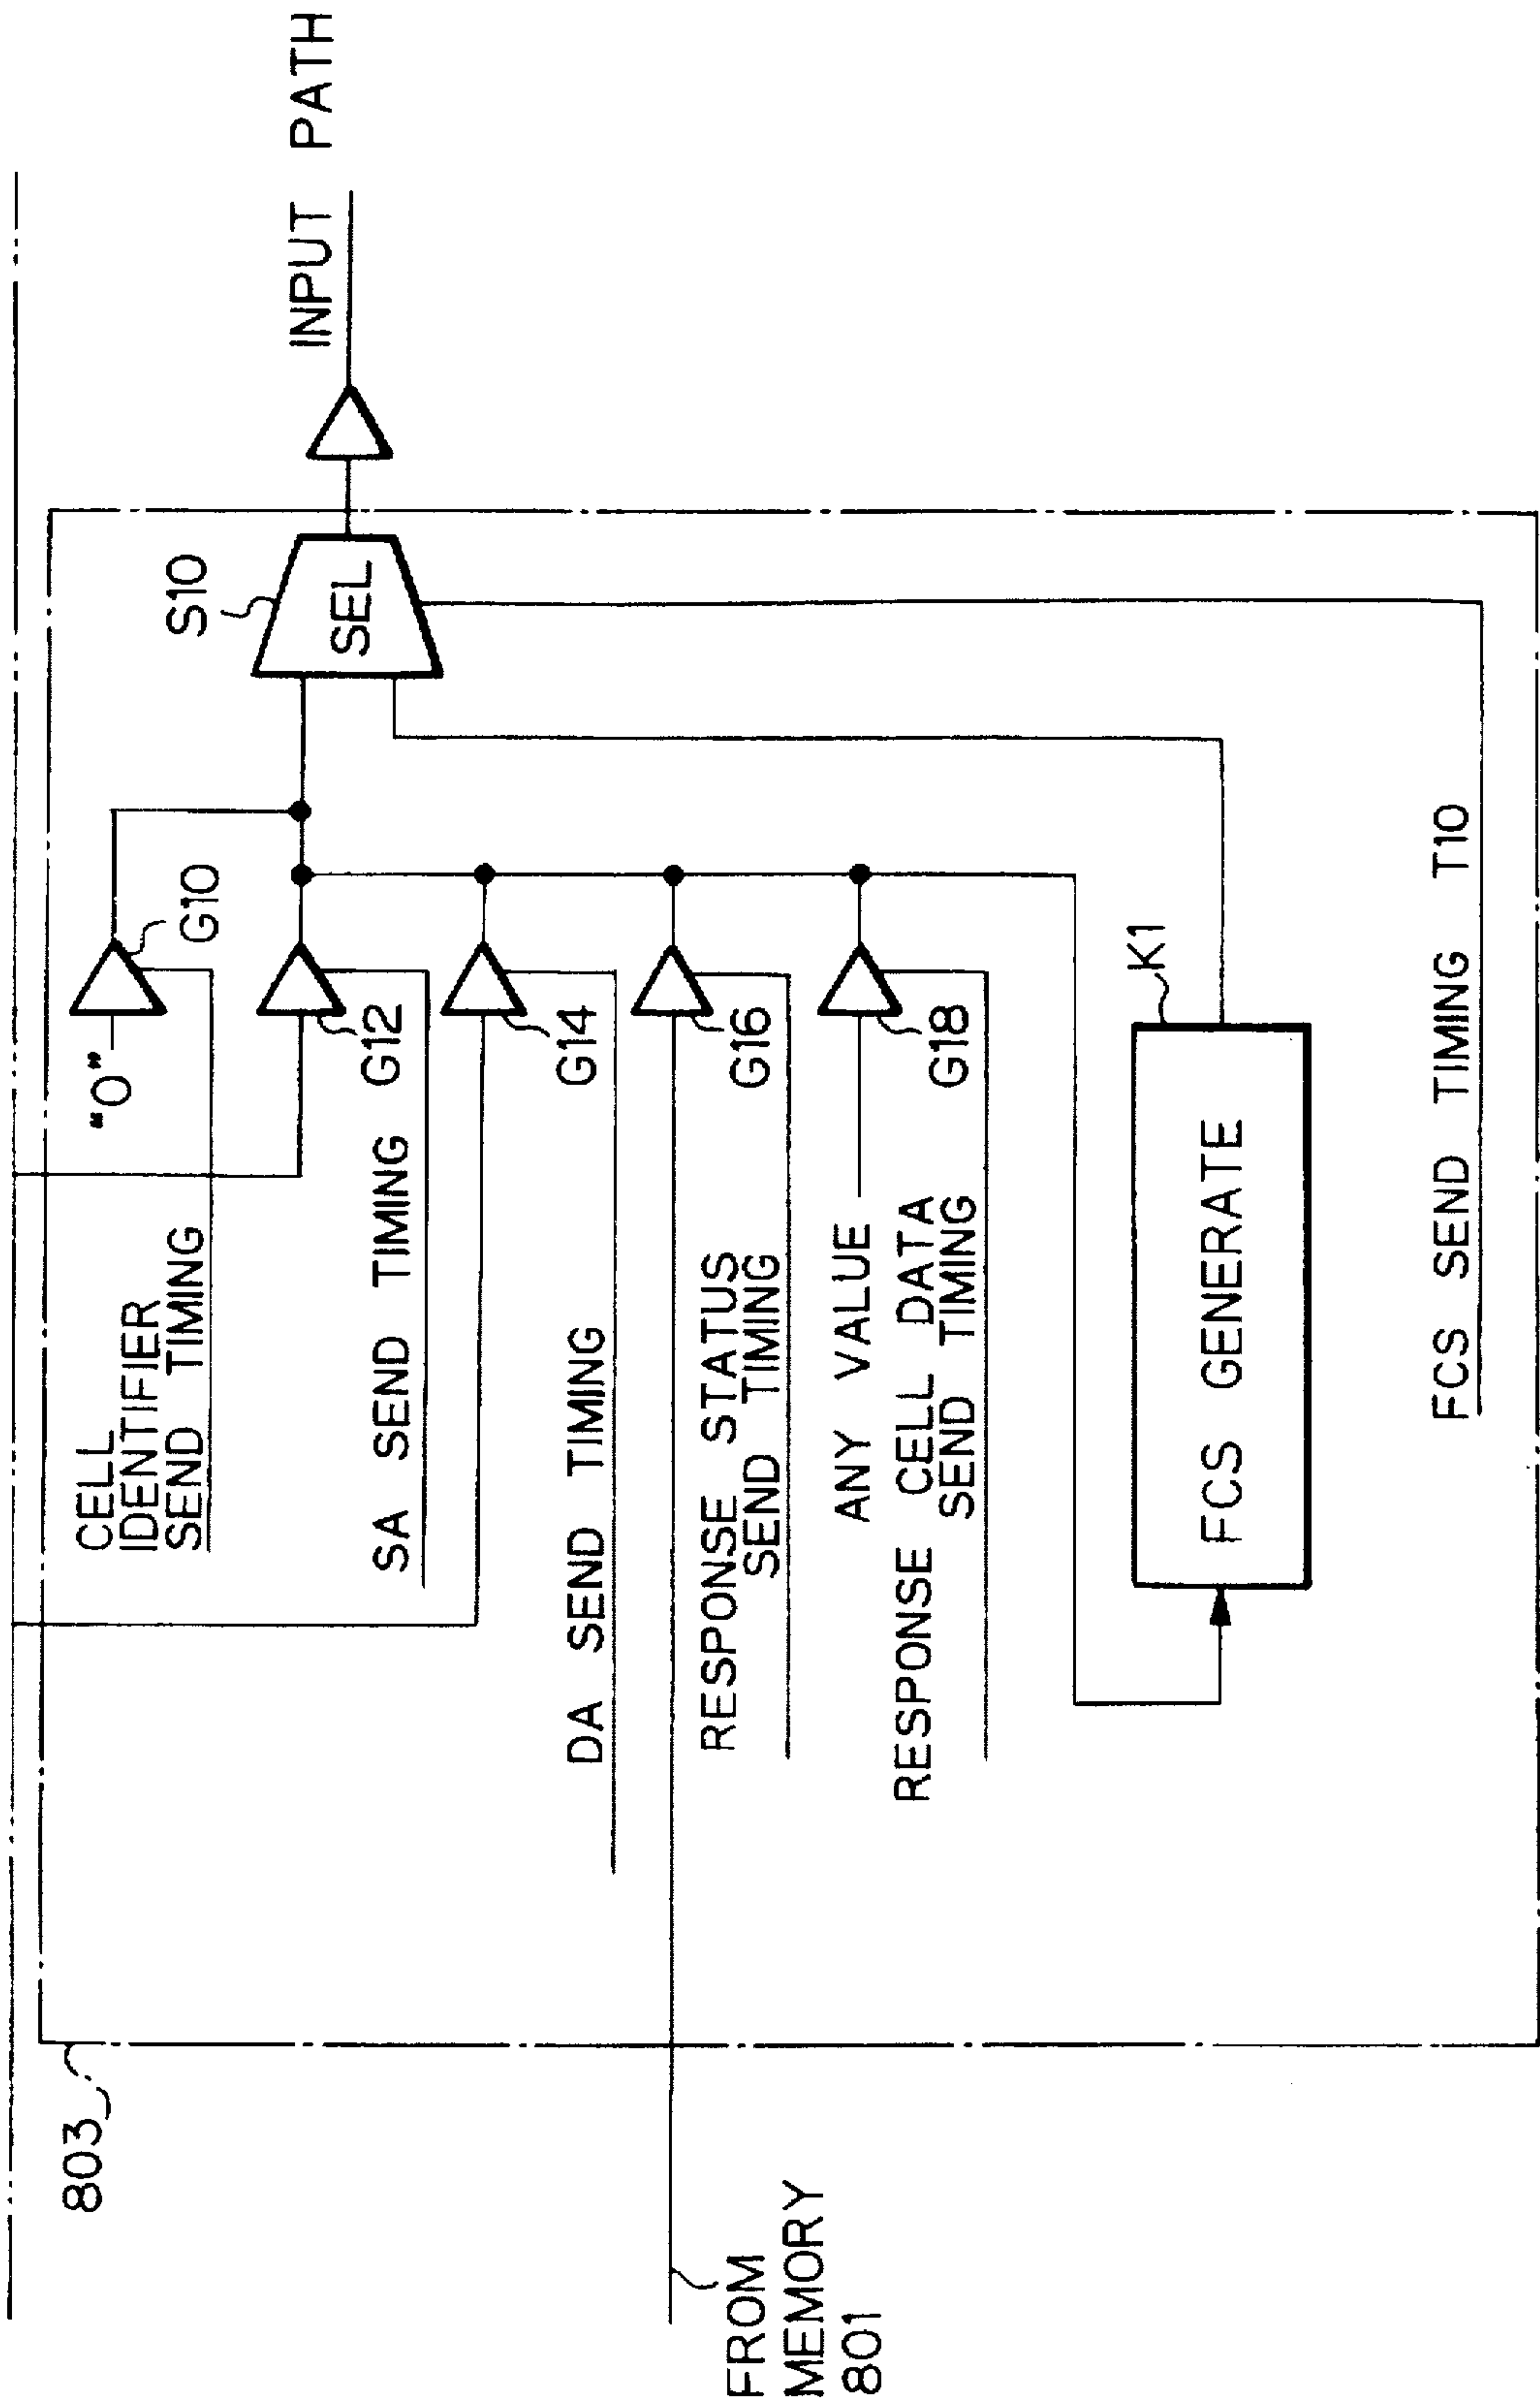 803
FROM
MEMORY
801
CELL
IDENTIFIER
SEND TIMING
"0"
G10
SA SEND TIMING
G12
DA SEND TIMING
G14
RESPONSE STATUS
SEND TIMING
G16
ANY VALUE
RESPONSE CELL DATA
SEND TIMING
G18
FCS GENERATE
K1
FCS SEND TIMING T10
S10
SEL
INPUT PATH